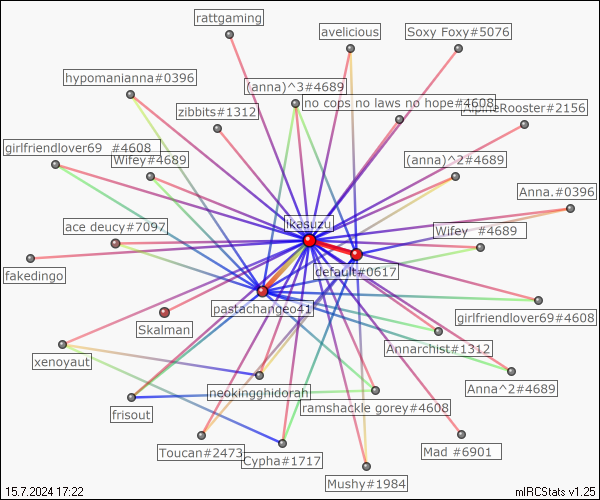 rattgaming
avelicious
Soxy Foxy#5076
hypomanianna#0396
(anna)^3#4689
no cops no laws no hope#4608
zibbits#1312
AlpineRooster#2156
girlfriendlover69 #4608
Wifey#4689
(anna)^2#4689
Anna.#0396
ace deucy#7097
ikasuzu
Wifey #4689
fakedingo
default#0617
pastachangeo41
girlfriendlover69#4608
Skalman
Annarchist#1312
xenoyaut
Anna^2#4689
neokingghidorah
frisout
ramshackle gorey#4608
Toucan#2473
Cypha#1717
Mad #6901
Mushy#1984
15.7.2024 17:22
mIRCStats v1.25